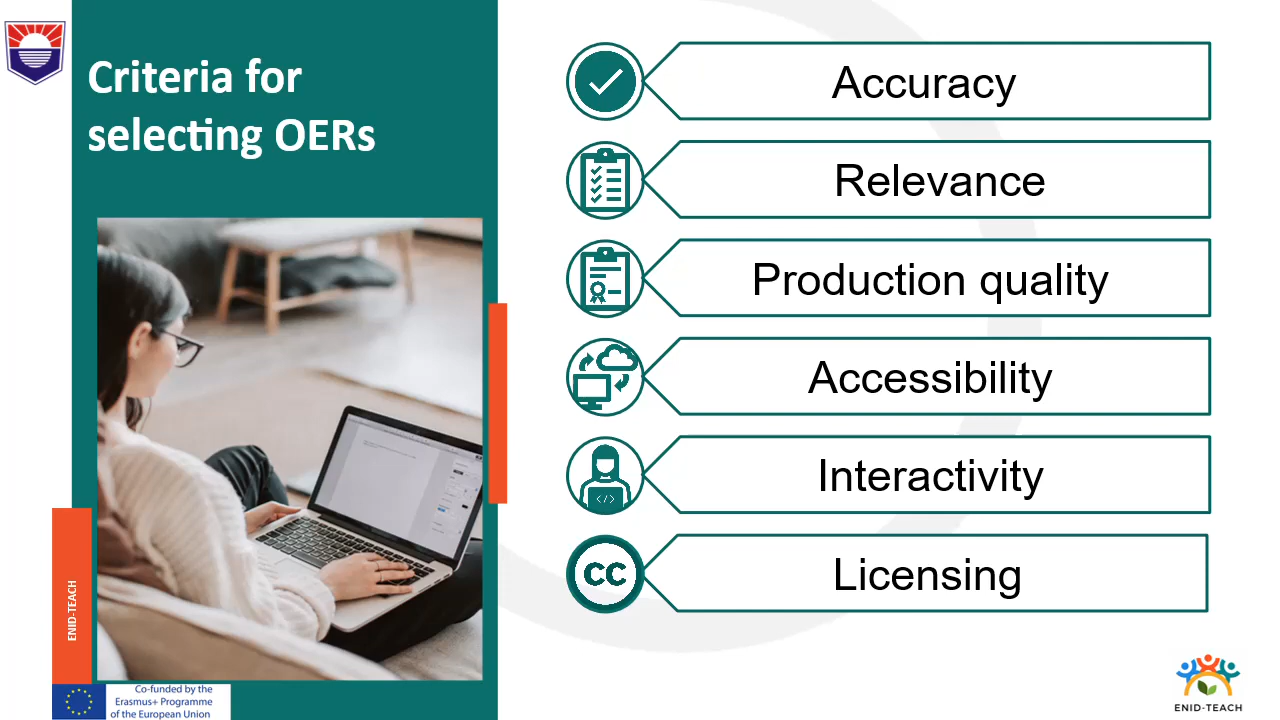 Criteria for
selecting OERs
Accuracy
Relevance
Production quality
Accessibility
Interactivity
CC
Licensing
ENID-TEACH
Co-funded by the
Erasmus+ Programme
of the European Union
ENID-TEACH